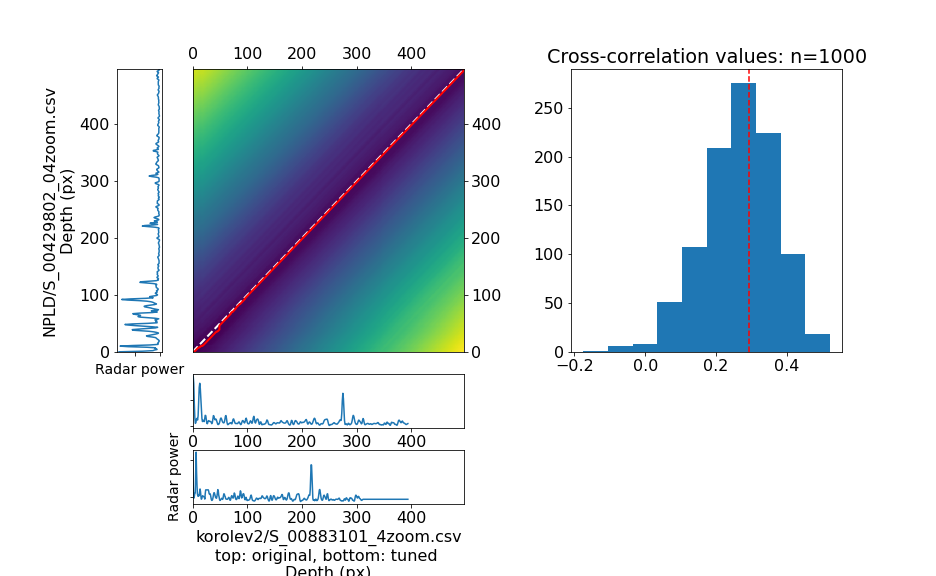 0 100 200 300 400
Cross-correlation values: n=1000
NPLD/S_00429802_04zoom.csv
Depth (px)
400
300
200
100
0
Radar power
400
300
200
100
0
250
200
150
100
50
0
−0.2 0.0 0.2 0.4
0 100 200 300 400
Radar power
0 100 200 300 400
korolev2/S_00883101_4zoom.csv
top: original, bottom: tuned
Depth (px)